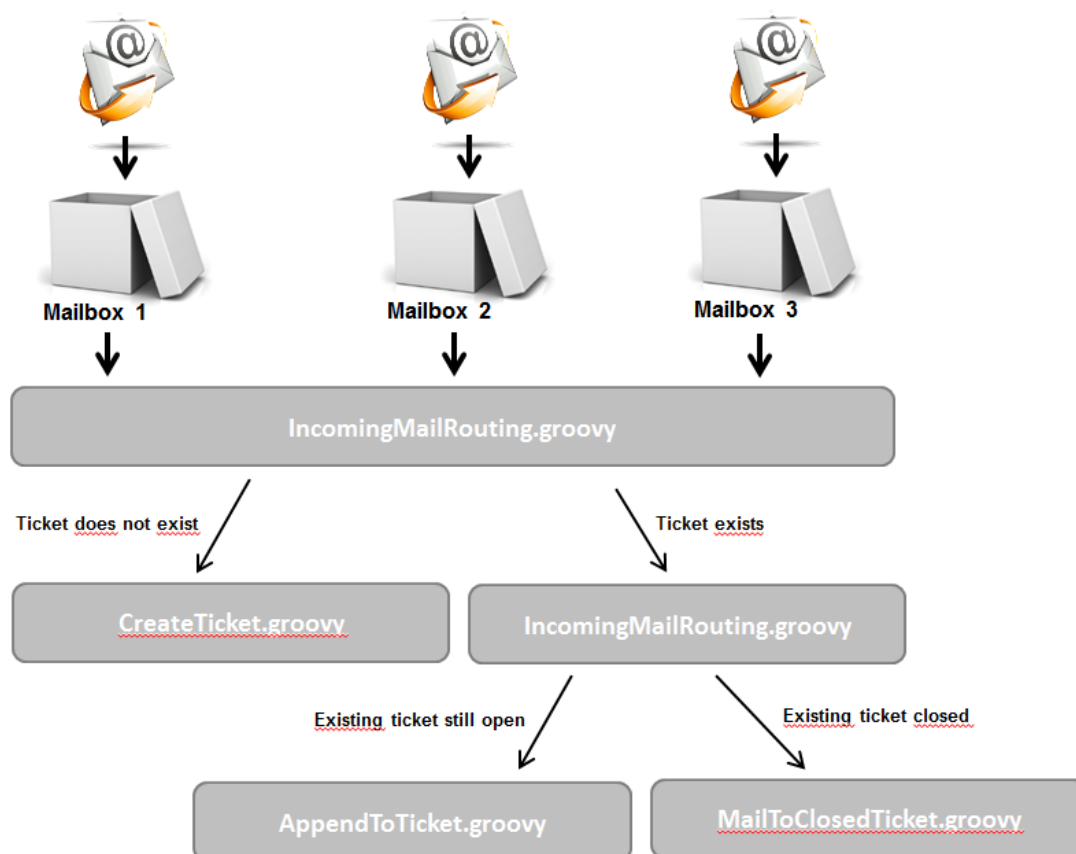 Mailbox 1
Mailbox 2
Mailbox 3
IncomingMailRouting.groovy
Ticket does not exist
Ticket exists
CreateTicket.groovy
IncomingMailRouting.groovy
Existing ticket still open
Existing ticket closed
AppendToTicket.groovy
MailToClosedTicket.groovy